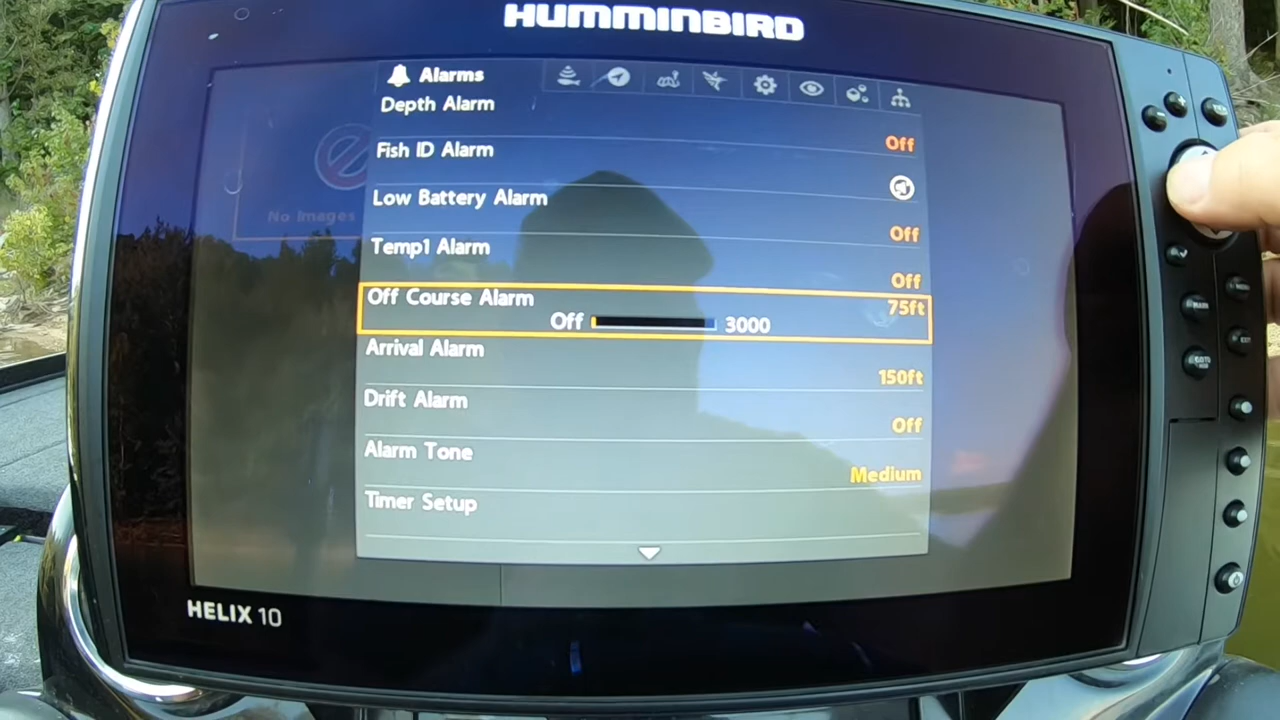 HUMMINBIRD
Alarms
Depth Alarm
Off
Fish ID Alarm
Low Battery Alarm
Off
Temp1 Alarm
Off
Off Course Alarm
75ft
Off 3000
Arrival Alarm
150ft
Drift Alarm
Off
Alarm Tone
Medium
Timer Setup
No Images
HELIX 10